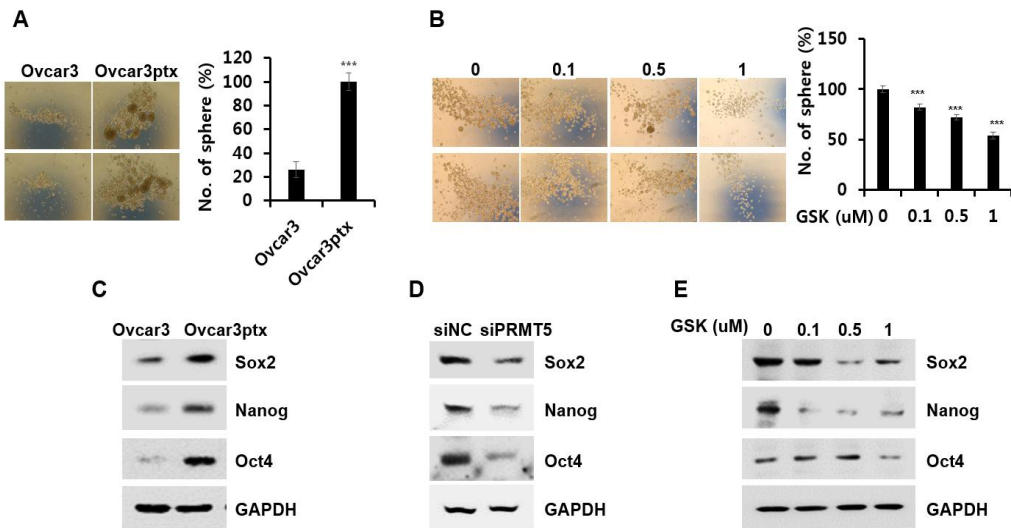 A
Ovcar3 Ovcar3ptx
No. of sphere (%)
120
100
80
60
40
20
0
***
Ovcar3
Ovcar3ptx
B
0 0.1 0.5 1
No. of sphere (%)
150
100
50
0
***
***
***
GSK (uM) 0 0.1 0.5 1
C
Ovcar3 Ovcar3ptx
Sox2
Nanog
Oct4
GAPDH
D
siNC siPRMT5
Sox2
Nanog
Oct4
GAPDH
E
GSK (uM) 0 0.1 0.5 1
Sox2
Nanog
Oct4
GAPDH